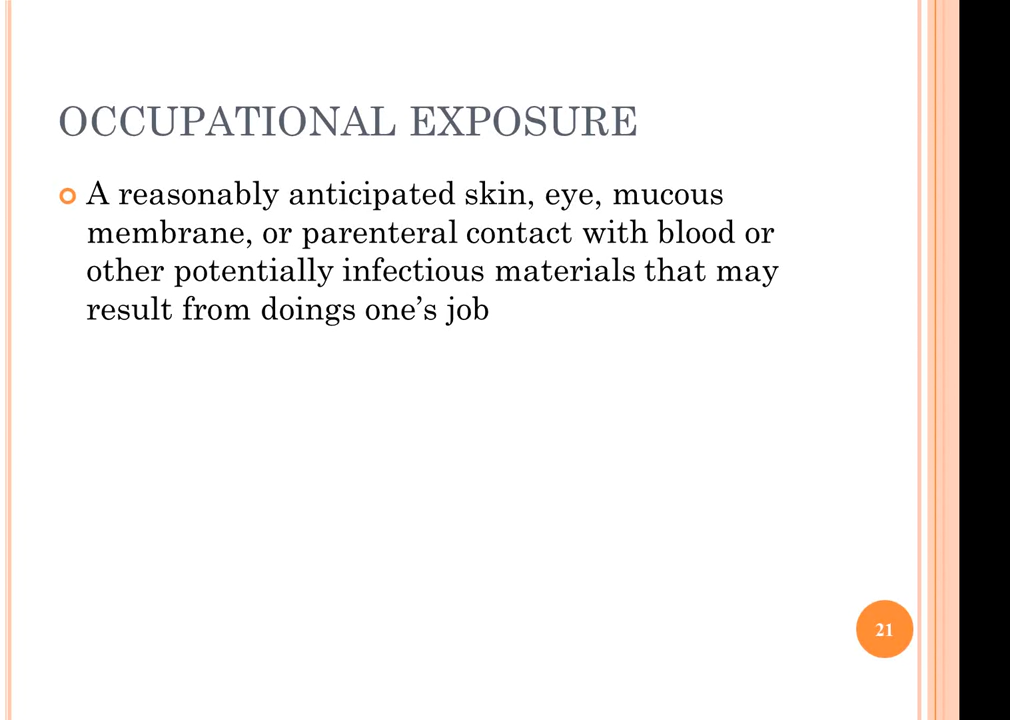 OCCUPATIONAL EXPOSURE
A reasonably anticipated skin, eye, mucous
membrane, or parenteral contact with blood or
other potentially infectious materials that may
result from doings one’s job
21